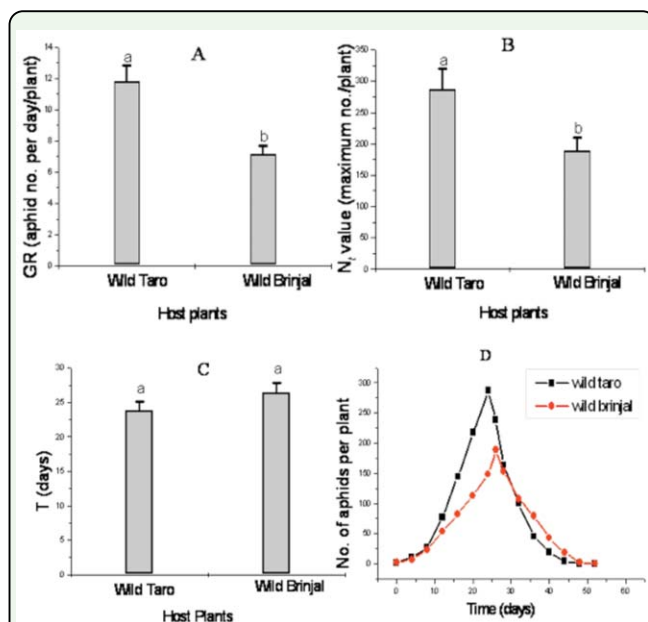 A
GR (aphid no. per day/plant)
14
12
10
8
6
4
2
0
a
b
Wild Taro
Wild Brinjal
Host plants
B
Nt value (maximum no./plant)
350
300
250
200
150
100
50
0
a
b
Wild Taro
Wild Brinjal
Host plants
C
T (days)
30
25
20
15
10
5
0
a
a
Wild Taro
Wild Brinjal
Host Plants
D
wild taro
wild brinjal
No. of aphids per plant
300
250
200
150
100
50
0
0 10 20 30 40 50 60
Time (days)